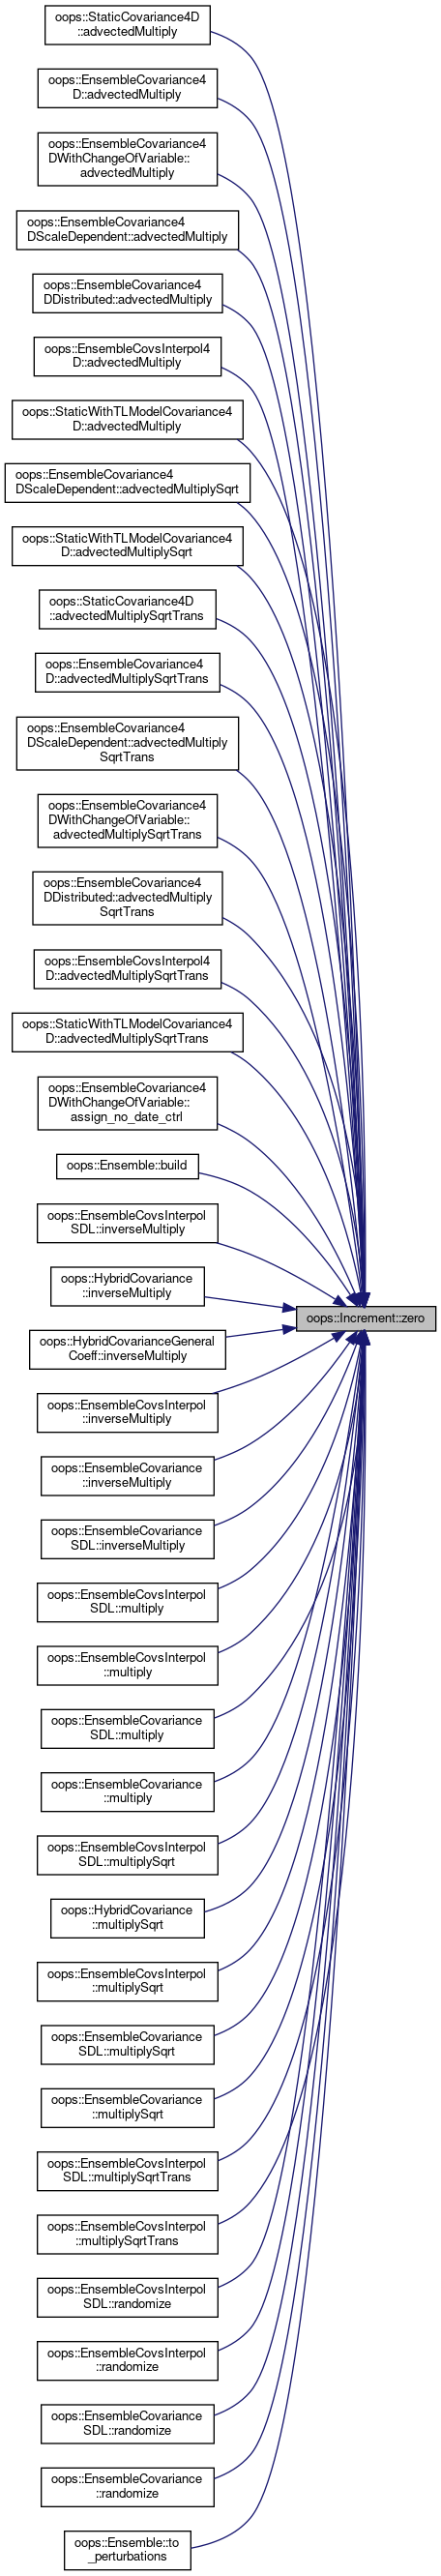 oops::StaticCovariance4D
::advectedMultiply
oops::EnsembleCovariance4
D::advectedMultiply
oops::EnsembleCovariance4
DWithChangeOfVariable::
advectedMultiply
oops::EnsembleCovariance4
DScaleDependent::advectedMultiply
oops::EnsembleCovariance4
DDistributed::advectedMultiply
oops::EnsembleCovsInterpol4
D::advectedMultiply
oops::StaticWithTLModelCovariance4
D::advectedMultiply
oops::EnsembleCovariance4
DScaleDependent::advectedMultiplySqrt
oops::StaticWithTLModelCovariance4
D::advectedMultiplySqrt
oops::StaticCovariance4D
::advectedMultiplySqrtTrans
oops::EnsembleCovariance4
D::advectedMultiplySqrtTrans
oops::EnsembleCovariance4
DScaleDependent::advectedMultiply
SqrtTrans
oops::EnsembleCovariance4
DWithChangeOfVariable::
advectedMultiplySqrtTrans
oops::EnsembleCovariance4
DDistributed::advectedMultiply
SqrtTrans
oops::EnsembleCovsInterpol4
D::advectedMultiplySqrtTrans
oops::StaticWithTLModelCovariance4
D::advectedMultiplySqrtTrans
oops::EnsembleCovariance4
DWithChangeOfVariable::
assign_no_date_ctrl
oops::Ensemble::build
oops::EnsembleCovsInterpol
SDL::inverseMultiply
oops::HybridCovariance
::inverseMultiply
oops::Increment::zero
oops::HybridCovarianceGeneral
Coeff::inverseMultiply
oops::EnsembleCovsInterpol
::inverseMultiply
oops::EnsembleCovariance
::inverseMultiply
oops::EnsembleCovariance
SDL::inverseMultiply
oops::EnsembleCovsInterpol
SDL::multiply
oops::EnsembleCovsInterpol
::multiply
oops::EnsembleCovariance
SDL::multiply
oops::EnsembleCovariance
::multiply
oops::EnsembleCovsInterpol
SDL::multiplySqrt
oops::HybridCovariance
::multiplySqrt
oops::EnsembleCovsInterpol
::multiplySqrt
oops::EnsembleCovariance
SDL::multiplySqrt
oops::EnsembleCovariance
::multiplySqrt
oops::EnsembleCovsInterpol
SDL::multiplySqrtTrans
oops::EnsembleCovsInterpol
::multiplySqrtTrans
oops::EnsembleCovsInterpol
SDL::randomize
oops::EnsembleCovsInterpol
::randomize
oops::EnsembleCovariance
SDL::randomize
oops::EnsembleCovariance
::randomize
oops::Ensemble::to
_perturbations